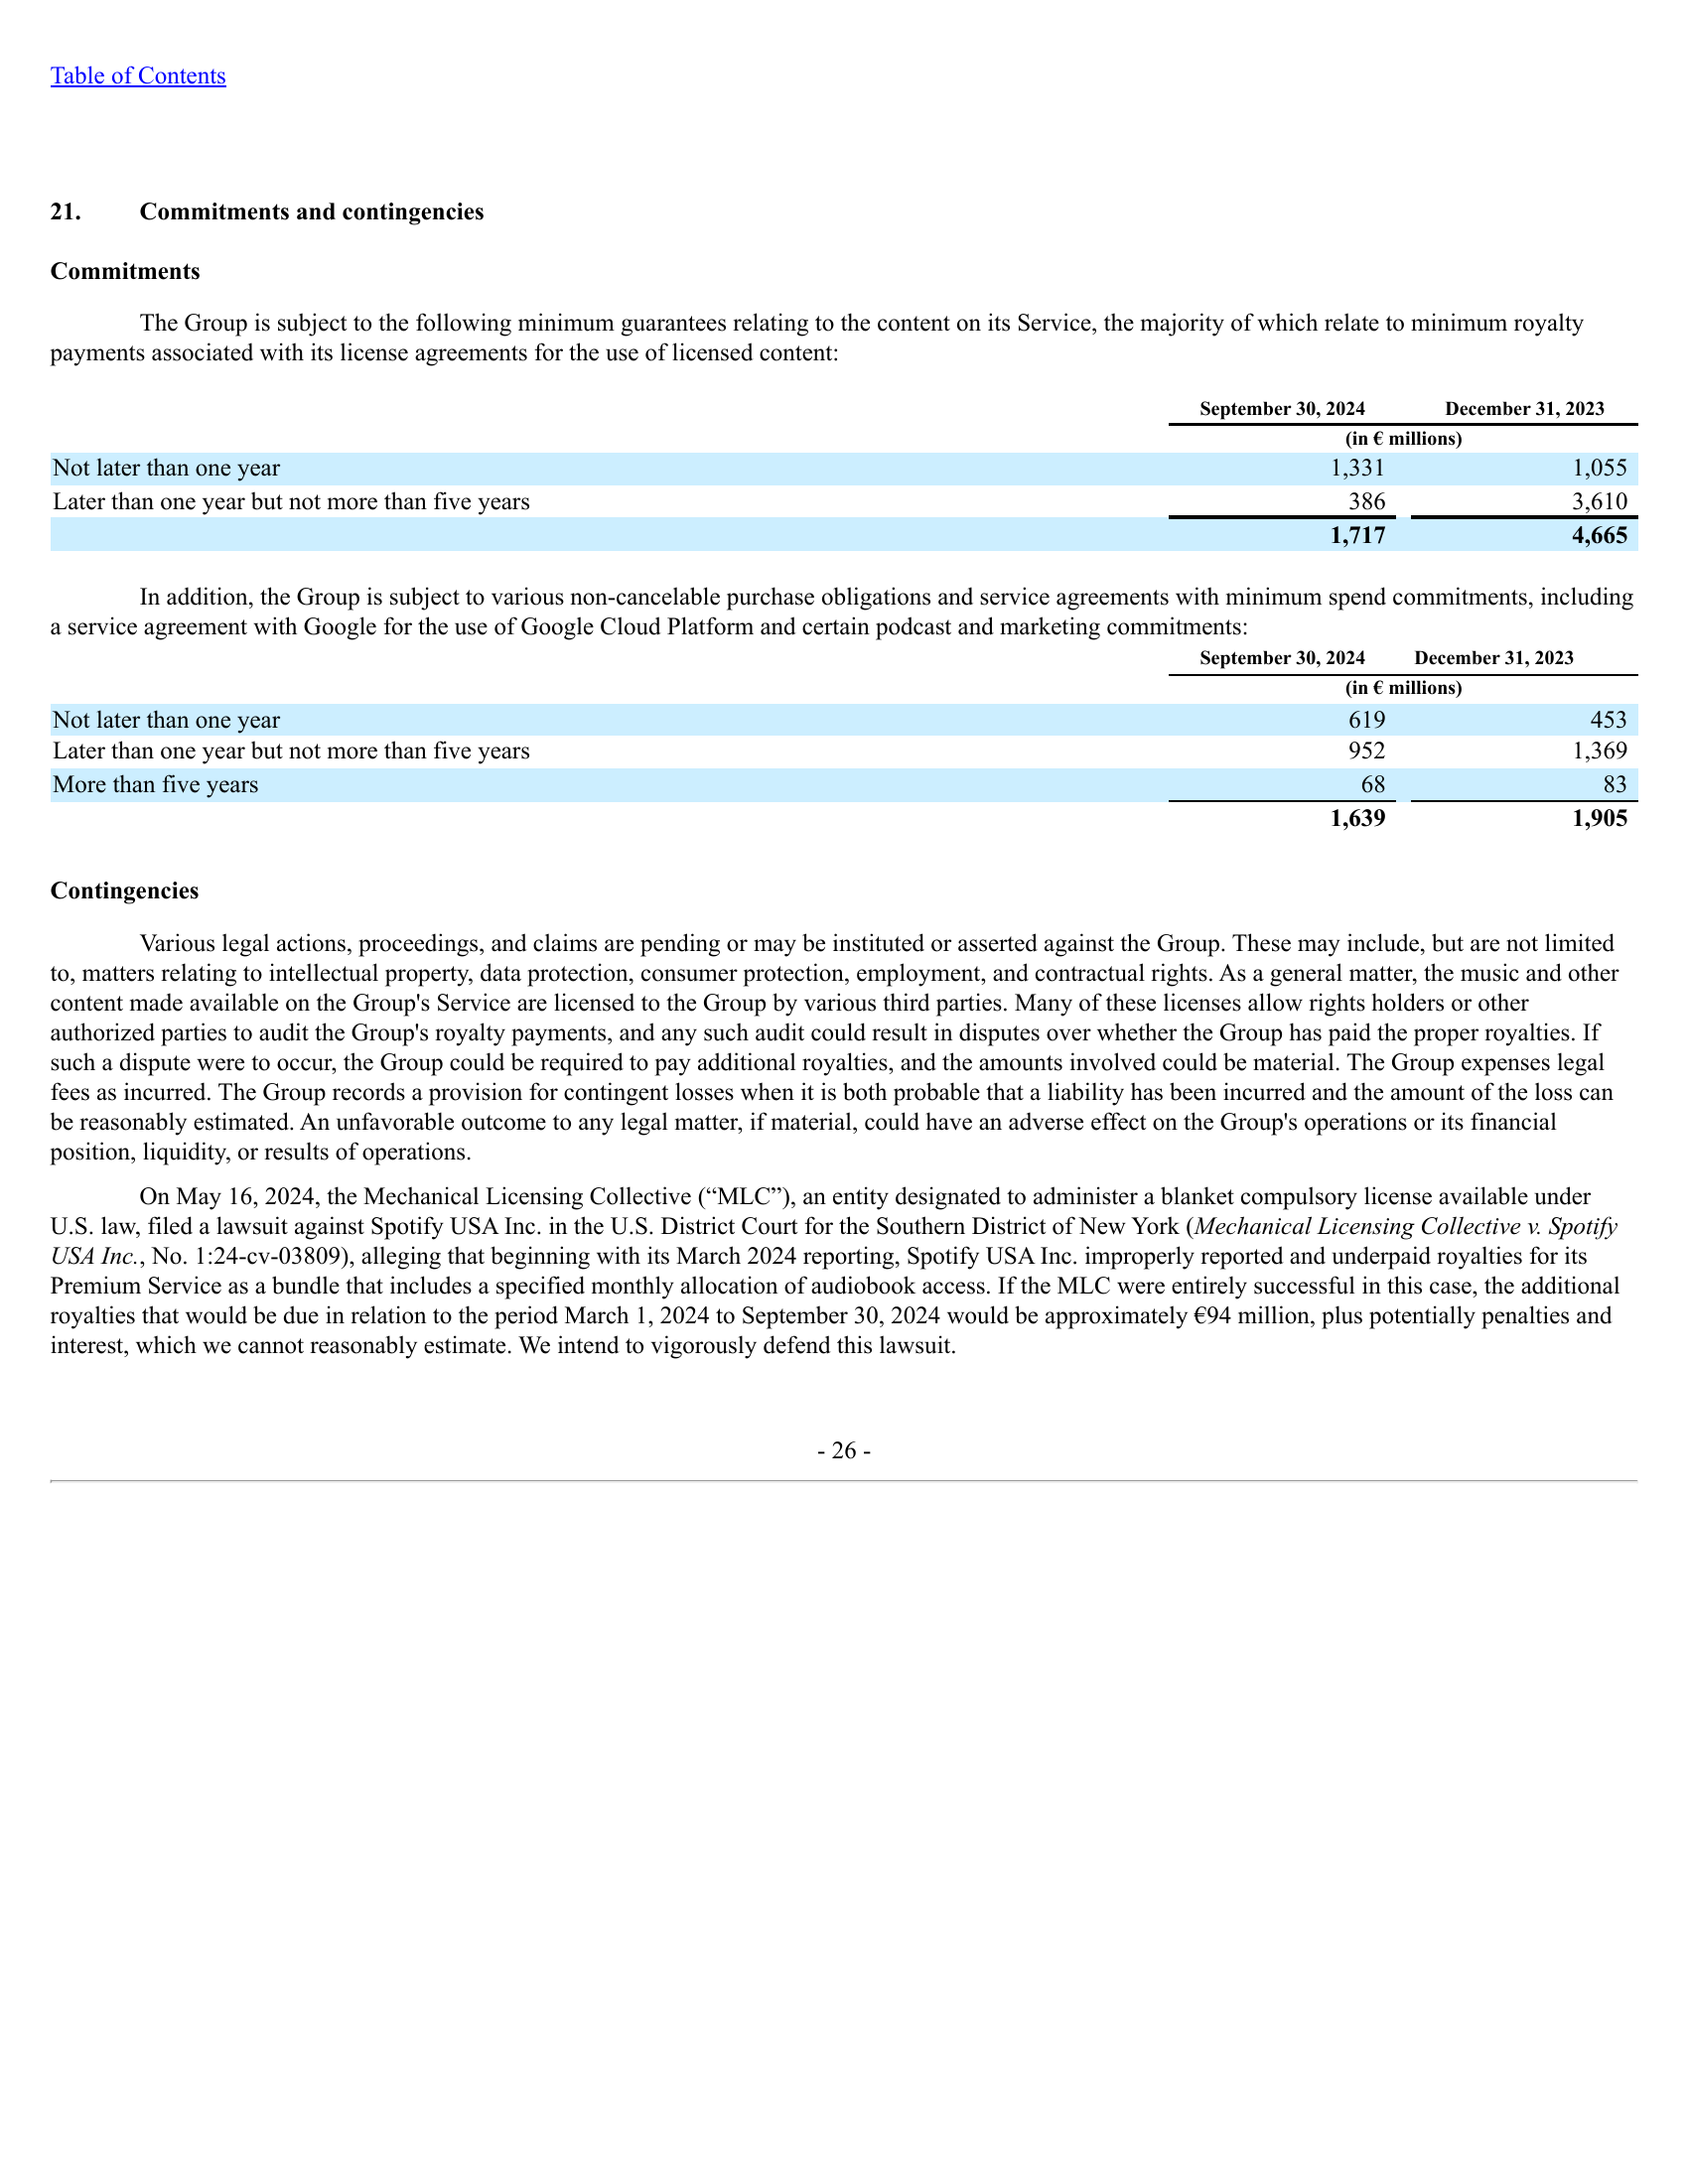 Table of Contents
21. Commitments and contingencies
Commitments
The Group is subject to the following minimum guarantees relating to the content on its Service, the majority of which relate to minimum royalty
payments associated with its license agreements for the use of licensed content:
September 30, 2024 December 31, 2023
(in € millions)
Not later than one year 1,331 1,055
Later than one year but not more than five years 386 3,610
1,717 4,665
In addition, the Group is subject to various non-cancelable purchase obligations and service agreements with minimum spend commitments, including
a service agreement with Google for the use of Google Cloud Platform and certain podcast and marketing commitments:
September 30, 2024 December 31, 2023
(in € millions)
Not later than one year 619 453
Later than one year but not more than five years 952 1,369
More than five years 68 83
1,639 1,905
Contingencies
Various legal actions, proceedings, and claims are pending or may be instituted or asserted against the Group. These may include, but are not limited
to, matters relating to intellectual property, data protection, consumer protection, employment, and contractual rights. As a general matter, the music and other
content made available on the Group's Service are licensed to the Group by various third parties. Many of these licenses allow rights holders or other
authorized parties to audit the Group's royalty payments, and any such audit could result in disputes over whether the Group has paid the proper royalties. If
such a dispute were to occur, the Group could be required to pay additional royalties, and the amounts involved could be material. The Group expenses legal
fees as incurred. The Group records a provision for contingent losses when it is both probable that a liability has been incurred and the amount of the loss can
be reasonably estimated. An unfavorable outcome to any legal matter, if material, could have an adverse effect on the Group's operations or its financial
position, liquidity, or results of operations.
On May 16, 2024, the Mechanical Licensing Collective (“MLC”), an entity designated to administer a blanket compulsory license available under
U.S. law, filed a lawsuit against Spotify USA Inc. in the U.S. District Court for the Southern District of New York (Mechanical Licensing Collective v. Spotify
USA Inc., No. 1:24-cv-03809), alleging that beginning with its March 2024 reporting, Spotify USA Inc. improperly reported and underpaid royalties for its
Premium Service as a bundle that includes a specified monthly allocation of audiobook access. If the MLC were entirely successful in this case, the additional
royalties that would be due in relation to the period March 1, 2024 to September 30, 2024 would be approximately €94 million, plus potentially penalties and
interest, which we cannot reasonably estimate. We intend to vigorously defend this lawsuit.
- 26 -